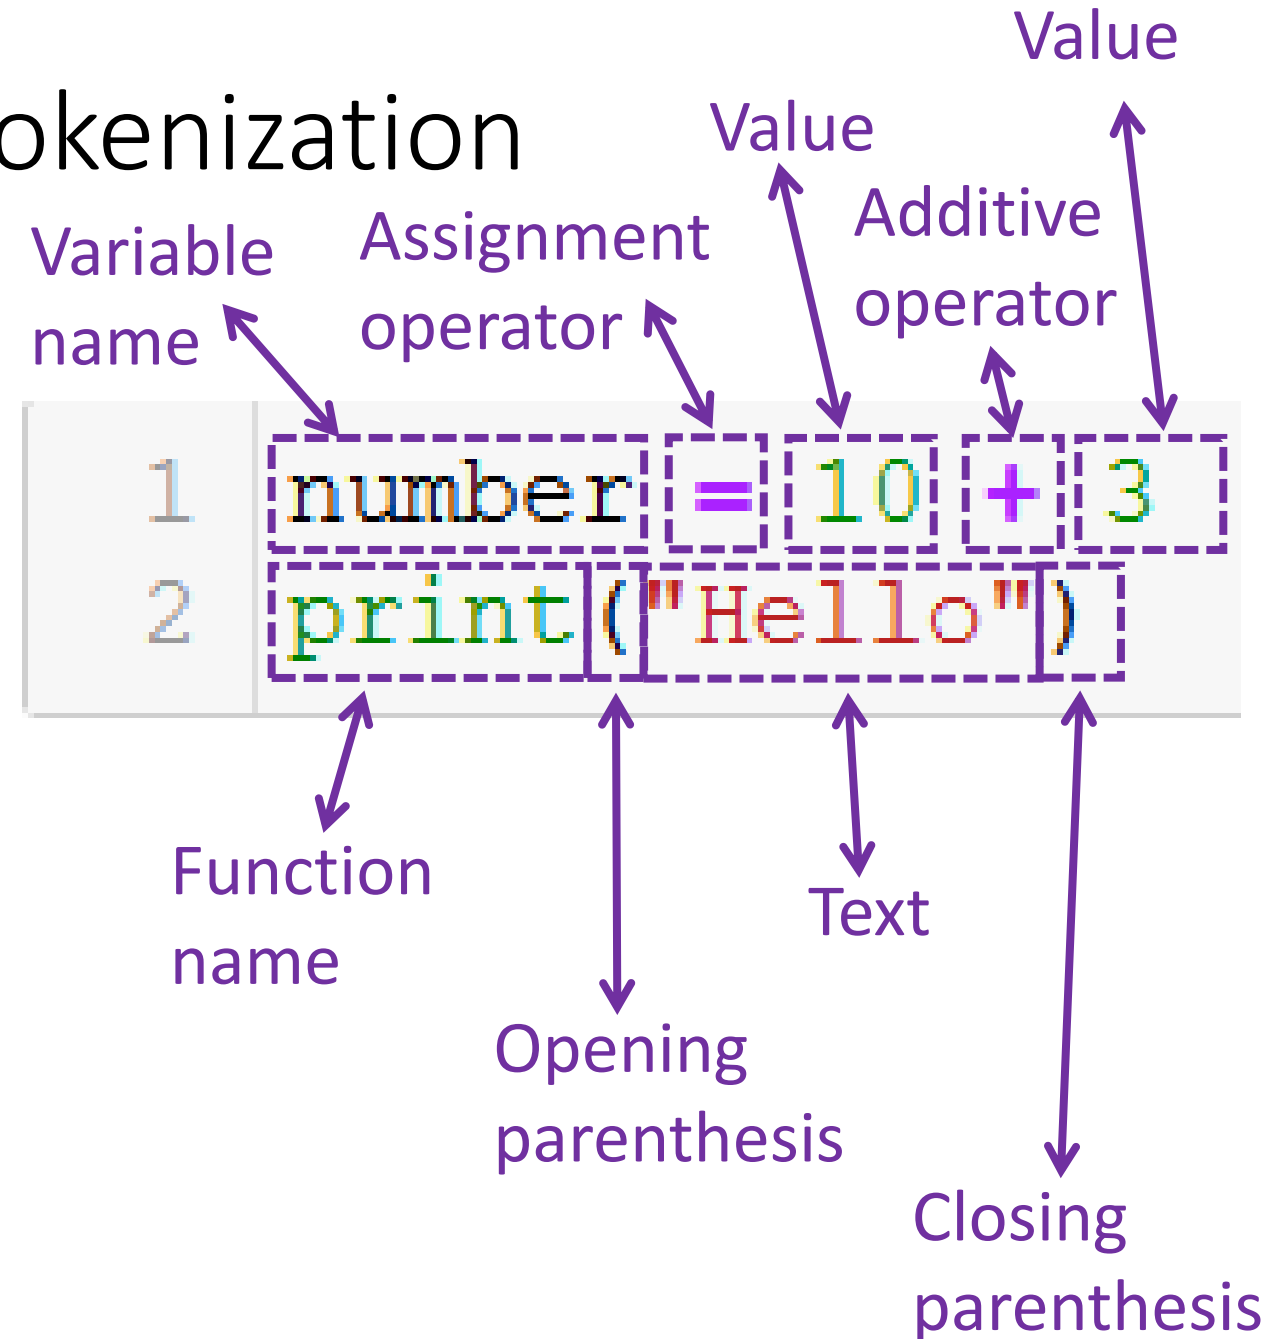 okenization
Value
Value
Variable
name
Assignment
operator
Additive
operator
1 number = 10 + 3
2 print("Hello")
Function
name
Text
Opening
parenthesis
Closing
parenthesis